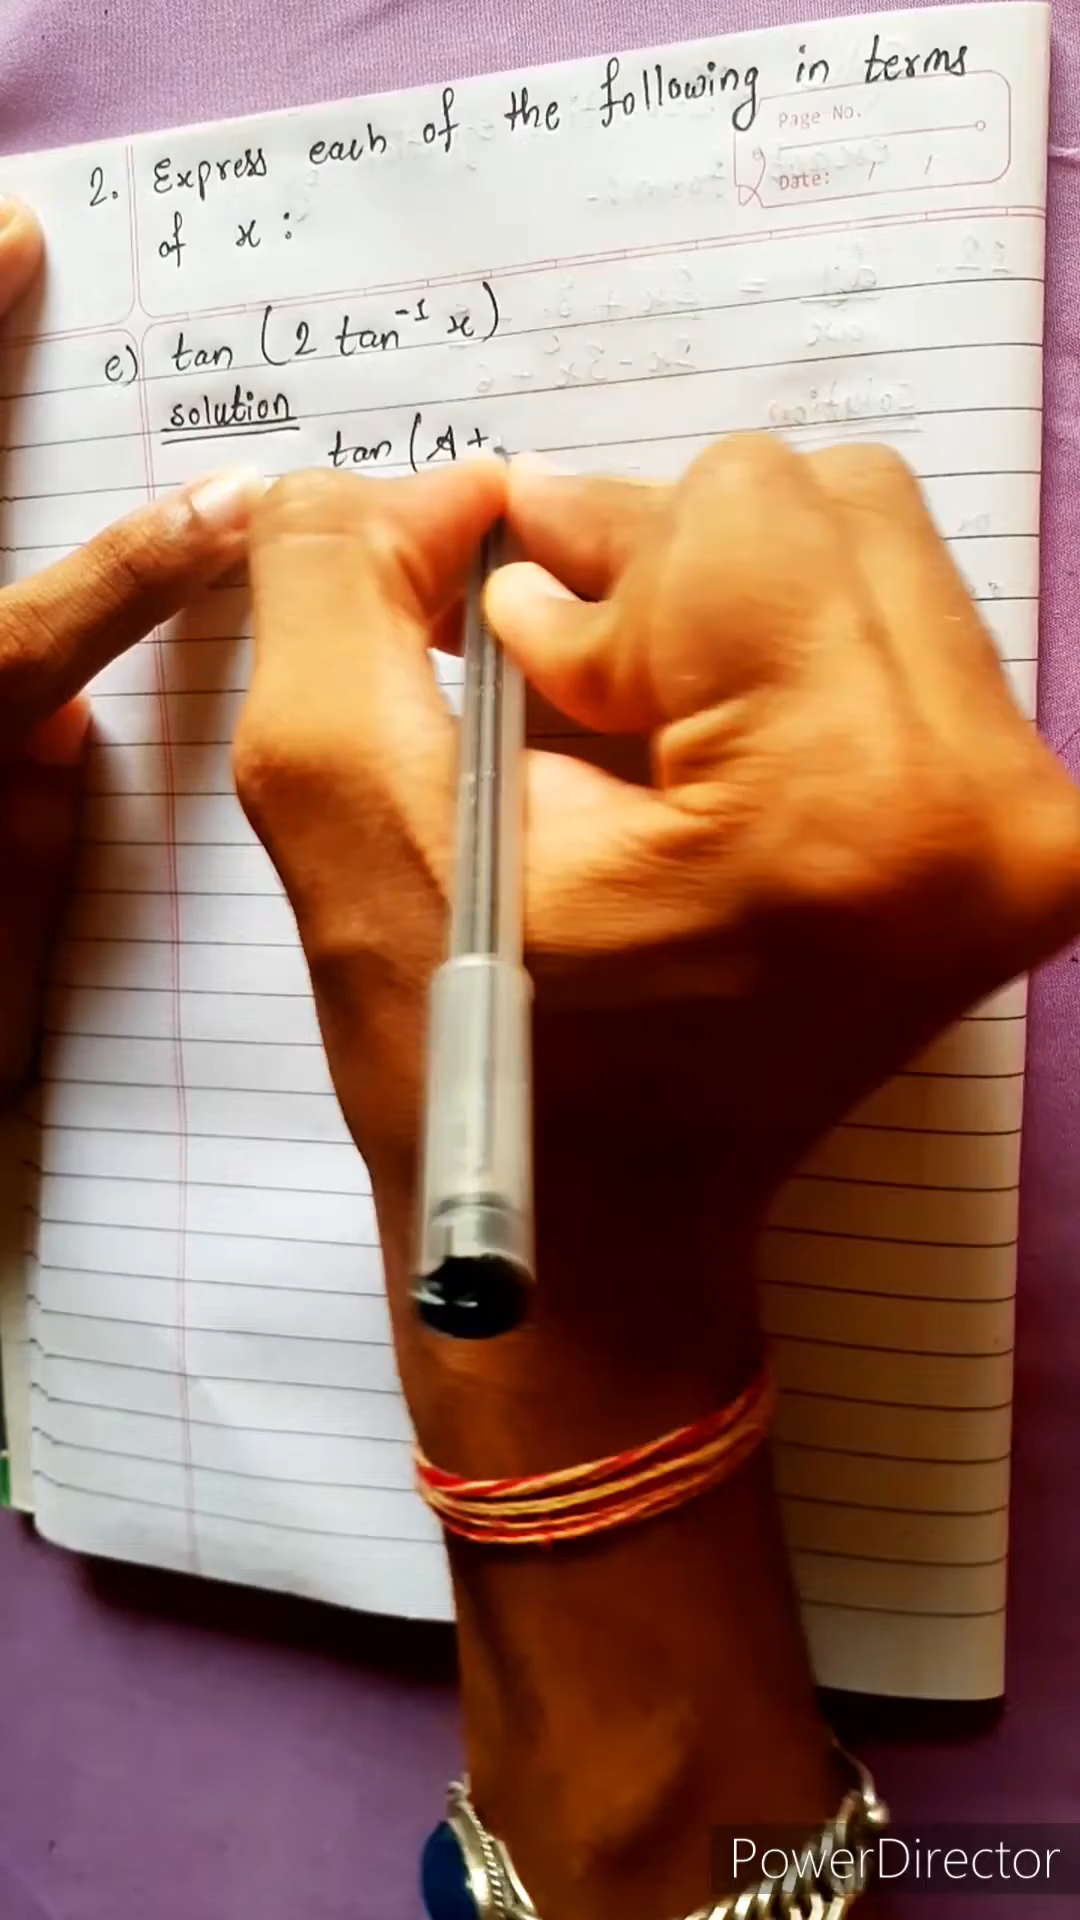 2. Express each of the following in terms
Page No.
Date: / /
of x :
e) tan (2 tan⁻¹ x)
solution
tan (A +
PowerDirector